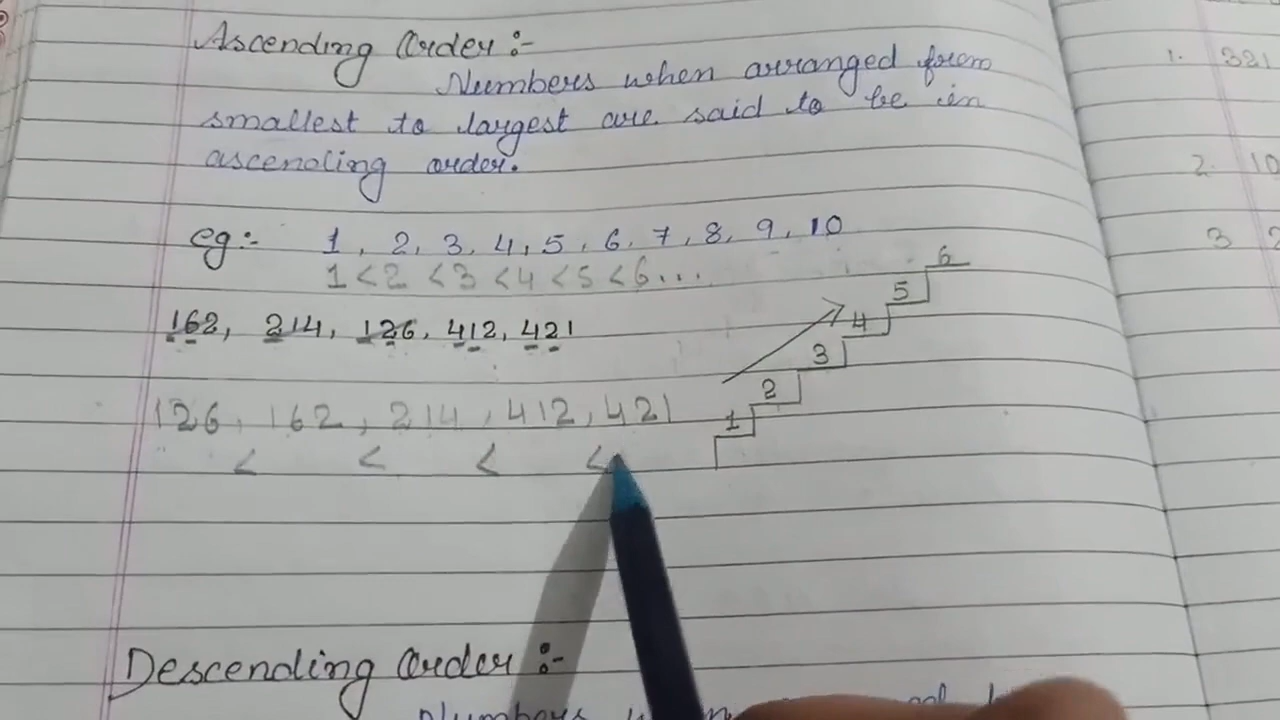 Ascending Order :-
Numbers when arranged from
smallest to largest are said to be in
ascending order.
eg:- 1, 2, 3, 4, 5, 6, 7, 8, 9, 10
1 < 2 < 3 < 4 < 5 < 6...
162, 214, 126, 412, 421
126, 162, 214, 412, 421
< < < <
1 2 3 4 5 6
Descending Order :-
Numbers
1. 321
2. 10
3 2